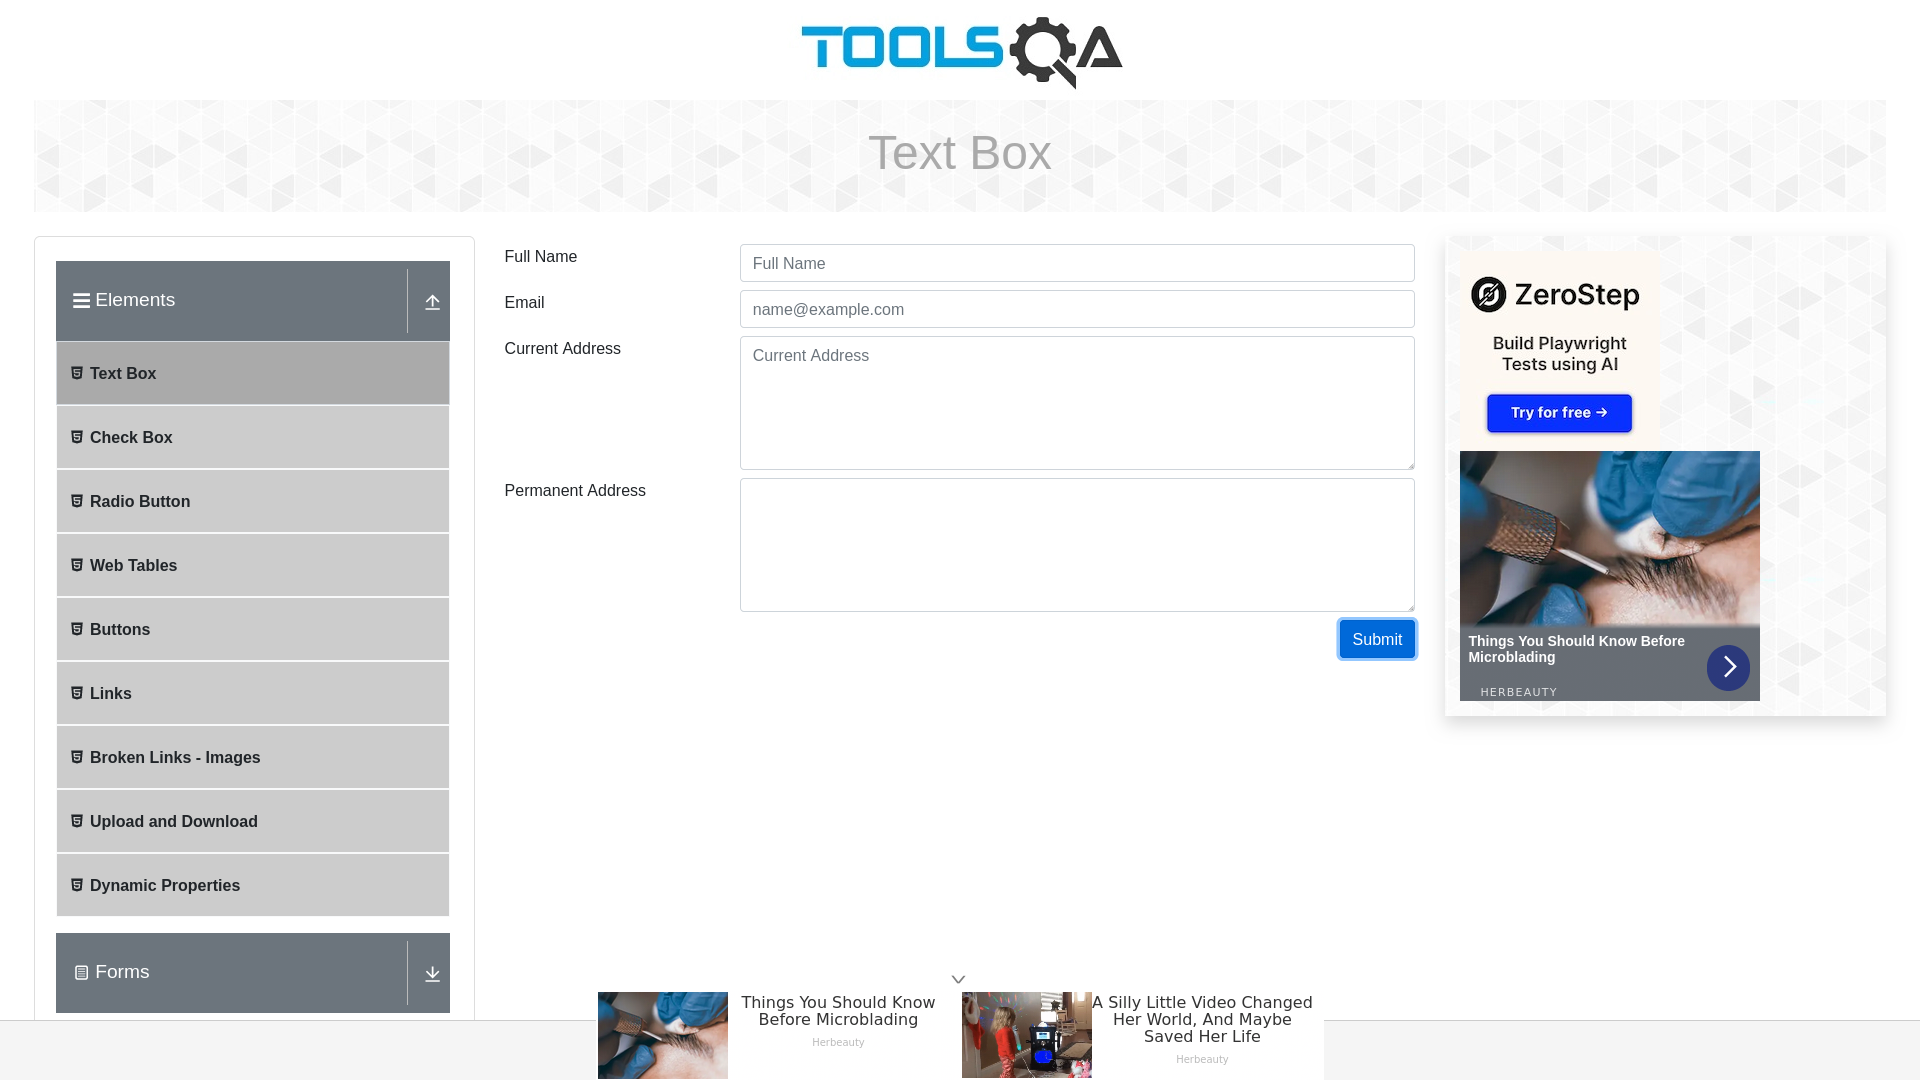 TOOLSQA
Text Box
Elements
Text Box
Check Box
Radio Button
Web Tables
Buttons
Links
Broken Links - Images
Upload and Download
Dynamic Properties
Forms
Full Name
Full Name
Email
name@example.com
Current Address
Current Address
Permanent Address
Submit
ZeroStep
Build Playwright
Tests using AI
Try for free →
Things You Should Know Before
Microblading
HERBEAUTY
Things You Should Know
Before Microblading
Herbeauty
A Silly Little Video Changed
Her World, And Maybe
Saved Her Life
Herbeauty